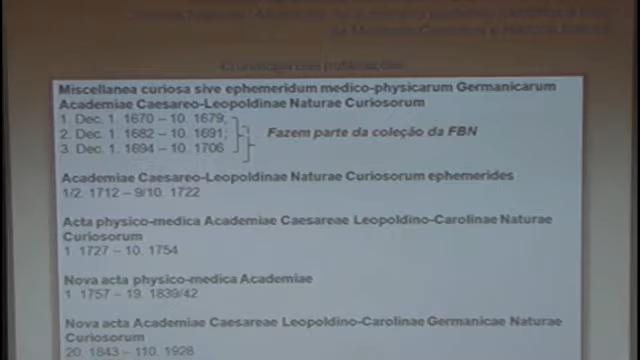 Cronologia das publicações
Miscellanea curiosa sive ephemeridum medico-physicarum Germanicarum
Academiae Caesareo-Leopoldinae Naturae Curiosorum
1. Dec. 1. 1670 – 10. 1679;
2. Dec. 1. 1682 – 10. 1691; Fazem parte da coleção da FBN
3. Dec. 1. 1694 – 10. 1706
Academiae Caesareo-Leopoldinae Naturae Curiosorum ephemerides
1/2. 1712 – 9/10. 1722
Acta physico-medica Academiae Caesareae Leopoldino-Carolinae Naturae
Curiosorum
1. 1727 – 10. 1754
Nova acta physico-medica Academiae
1. 1757 – 19. 1839/42
Nova acta Academiae Caesareae Leopoldino-Carolinae Germanicae Naturae
Curiosorum
20. 1843 – 110. 1928